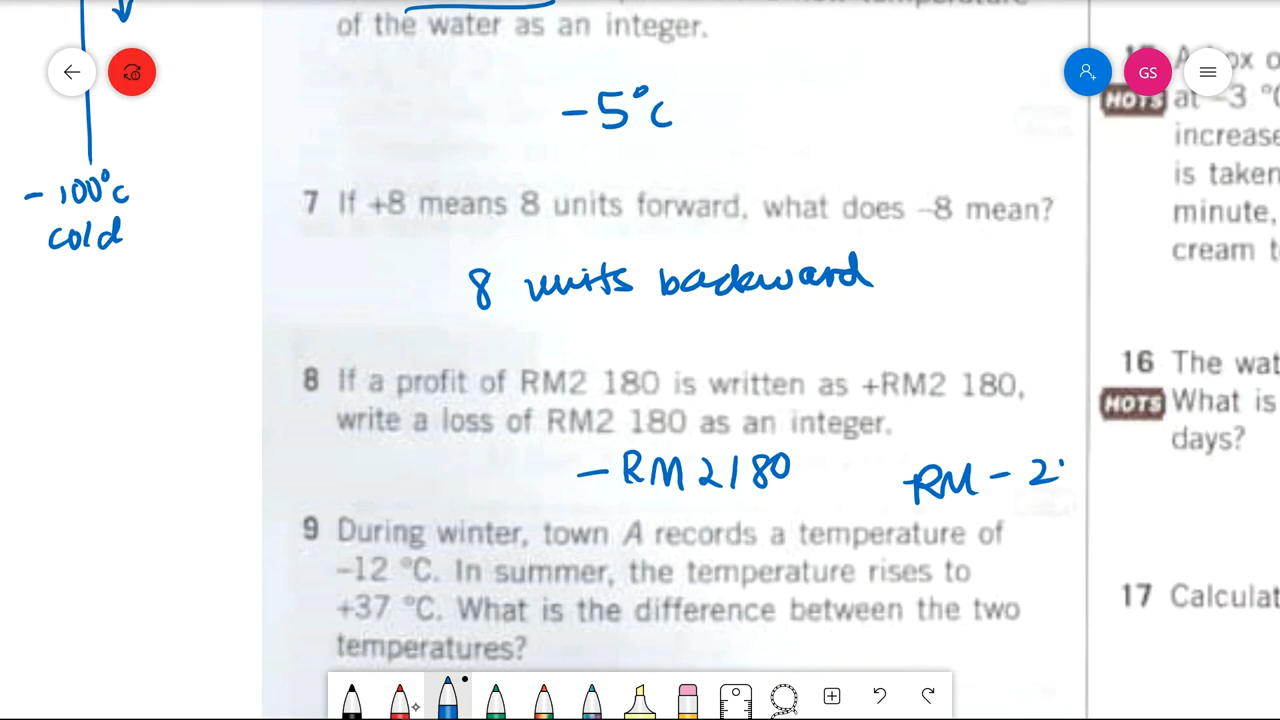 of the water as an integer.
GS
-5°C
- 100°C
cold
7 If +8 means 8 units forward, what does -8 mean?
8 units backward
8 If a profit of RM2 180 is written as +RM2 180,
write a loss of RM2 180 as an integer.
-RM2180
RM - 2
9 During winter, town A records a temperature of
-12 °C. In summer, the temperature rises to
+37 °C. What is the difference between the two
temperatures?
HOTS at -3
increase
is taken
minute,
cream
16 The wat
HOTS What is
days?
17 Calculat